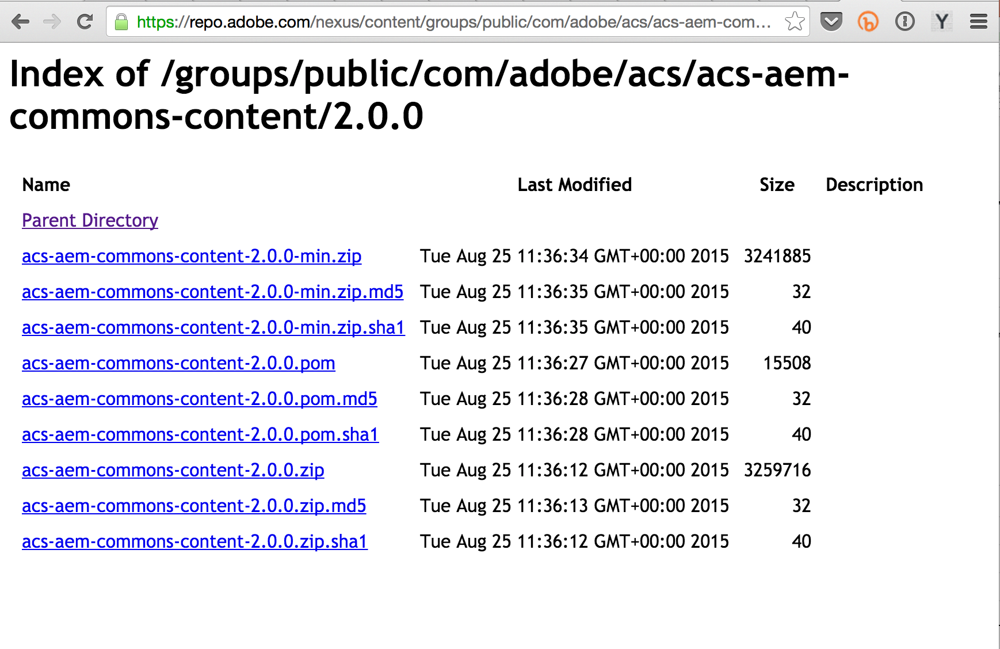 https://repo.adobe.com/nexus/content/groups/public/com/adobe/acs/acs-aem-com...
Index of /groups/public/com/adobe/acs/acs-aem-
commons-content/2.0.0
Name Last Modified Size Description
Parent Directory
acs-aem-commons-content-2.0.0-min.zip Tue Aug 25 11:36:34 GMT+00:00 2015 3241885
acs-aem-commons-content-2.0.0-min.zip.md5 Tue Aug 25 11:36:35 GMT+00:00 2015 32
acs-aem-commons-content-2.0.0-min.zip.sha1 Tue Aug 25 11:36:35 GMT+00:00 2015 40
acs-aem-commons-content-2.0.0.pom Tue Aug 25 11:36:27 GMT+00:00 2015 15508
acs-aem-commons-content-2.0.0.pom.md5 Tue Aug 25 11:36:28 GMT+00:00 2015 32
acs-aem-commons-content-2.0.0.pom.sha1 Tue Aug 25 11:36:28 GMT+00:00 2015 40
acs-aem-commons-content-2.0.0.zip Tue Aug 25 11:36:12 GMT+00:00 2015 3259716
acs-aem-commons-content-2.0.0.zip.md5 Tue Aug 25 11:36:13 GMT+00:00 2015 32
acs-aem-commons-content-2.0.0.zip.sha1 Tue Aug 25 11:36:12 GMT+00:00 2015 40